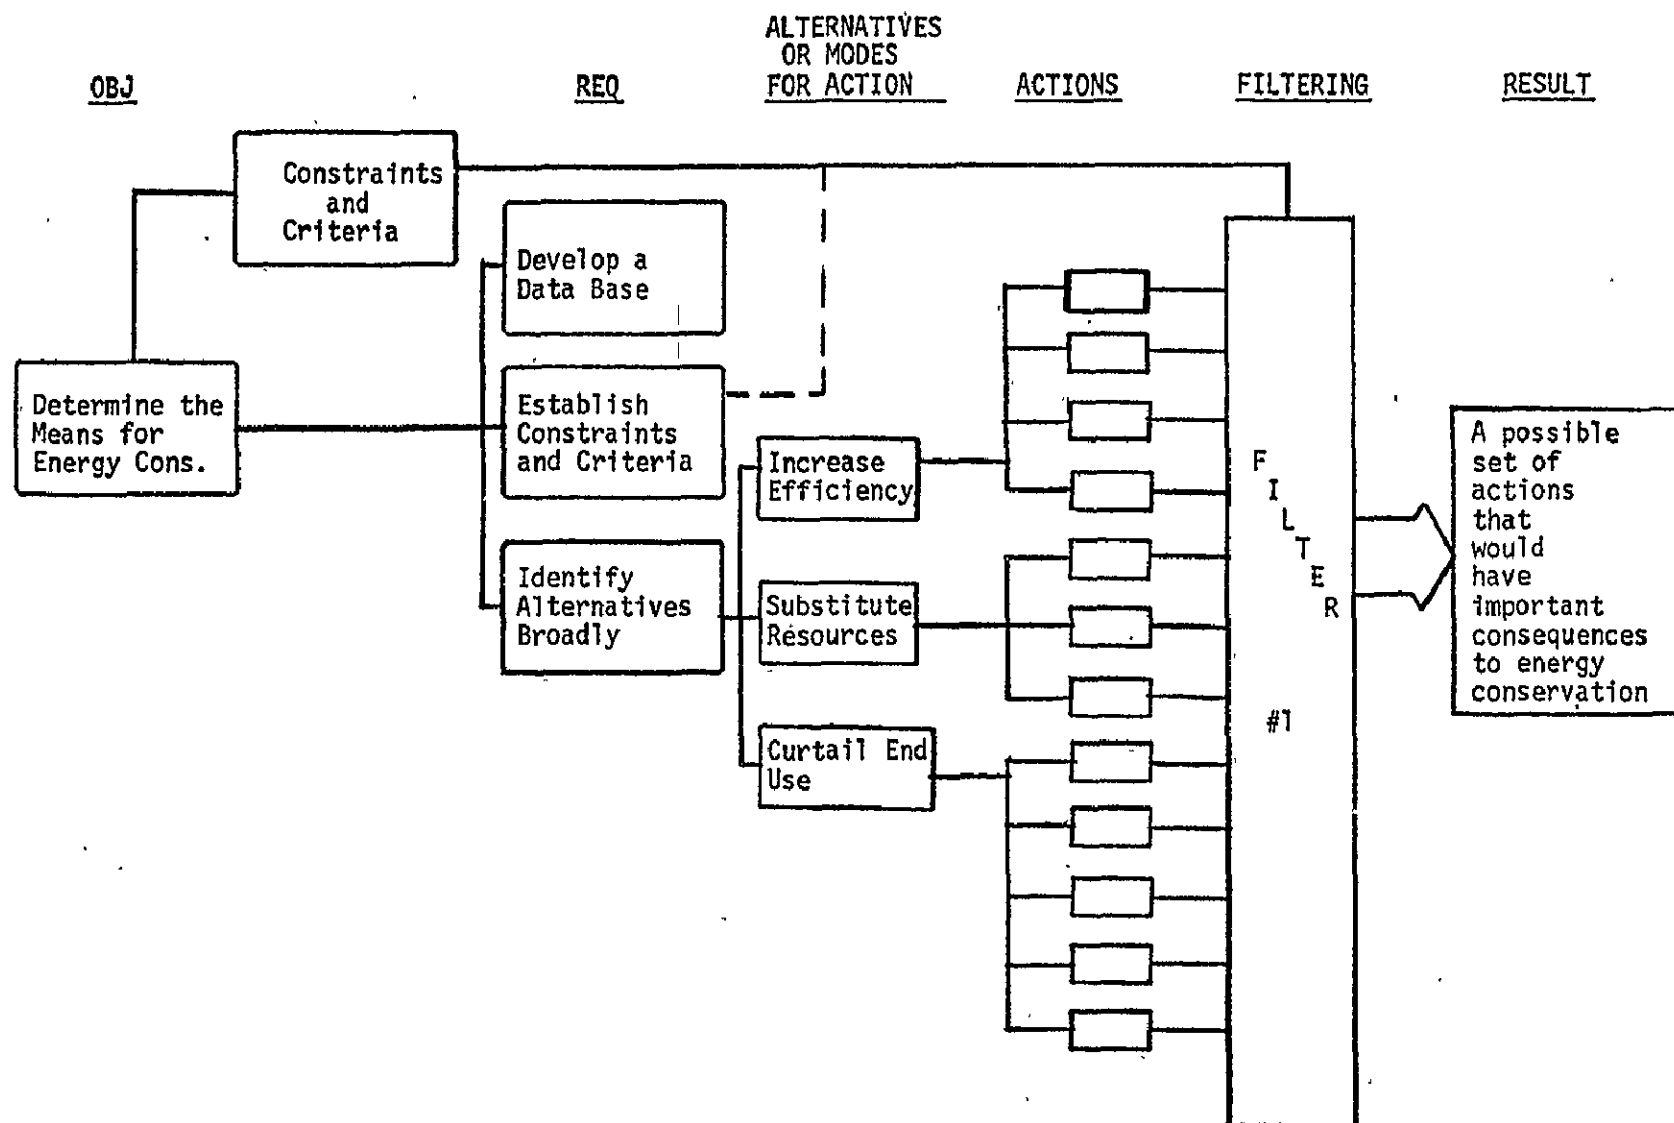 ALTERNATIVES
OR MODES
FOR ACTION
OBJ
REQ
ACTIONS
FILTERING
RESULT
Constraints
and
Criteria
Develop a
Data Base
Determine the
Means for
Energy Cons.
Establish
Constraints
and Criteria
Identify
Alternatives
Broadly
Increase
Efficiency
Substitute
Resources
Curtail End
Use
FILTER
#1
A possible
set of
actions
that
would
have
important
consequences
to energy
conservation